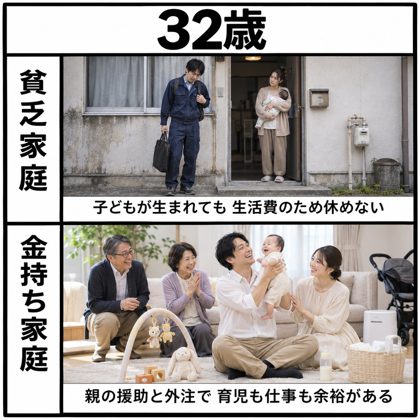 32歳
貧乏家庭
子どもが生まれても 生活費のため休めない
金持ち家庭
親の援助と外注で 育児も仕事も余裕がある